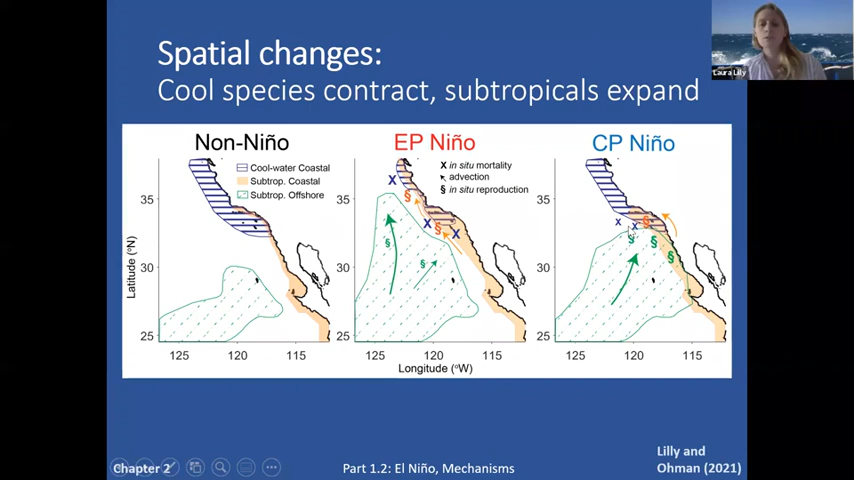 Spatial changes:
Cool species contract, subtropicals expand
Laura Lily
Non-Niño
EP Niño
CP Niño
Cool-water Coastal
Subtrop. Coastal
Subtrop. Offshore
X in situ mortality
advection
§ in situ reproduction
X
X
X
§
§
§
§
x
x
§
§
§
§
Latitude (°N)
35
30
25
35
30
25
35
30
25
125
120
115
125
120
115
125
120
115
Longitude (°W)
Chapter 2
Part 1.2: El Niño, Mechanisms
Lilly and
Ohman (2021)